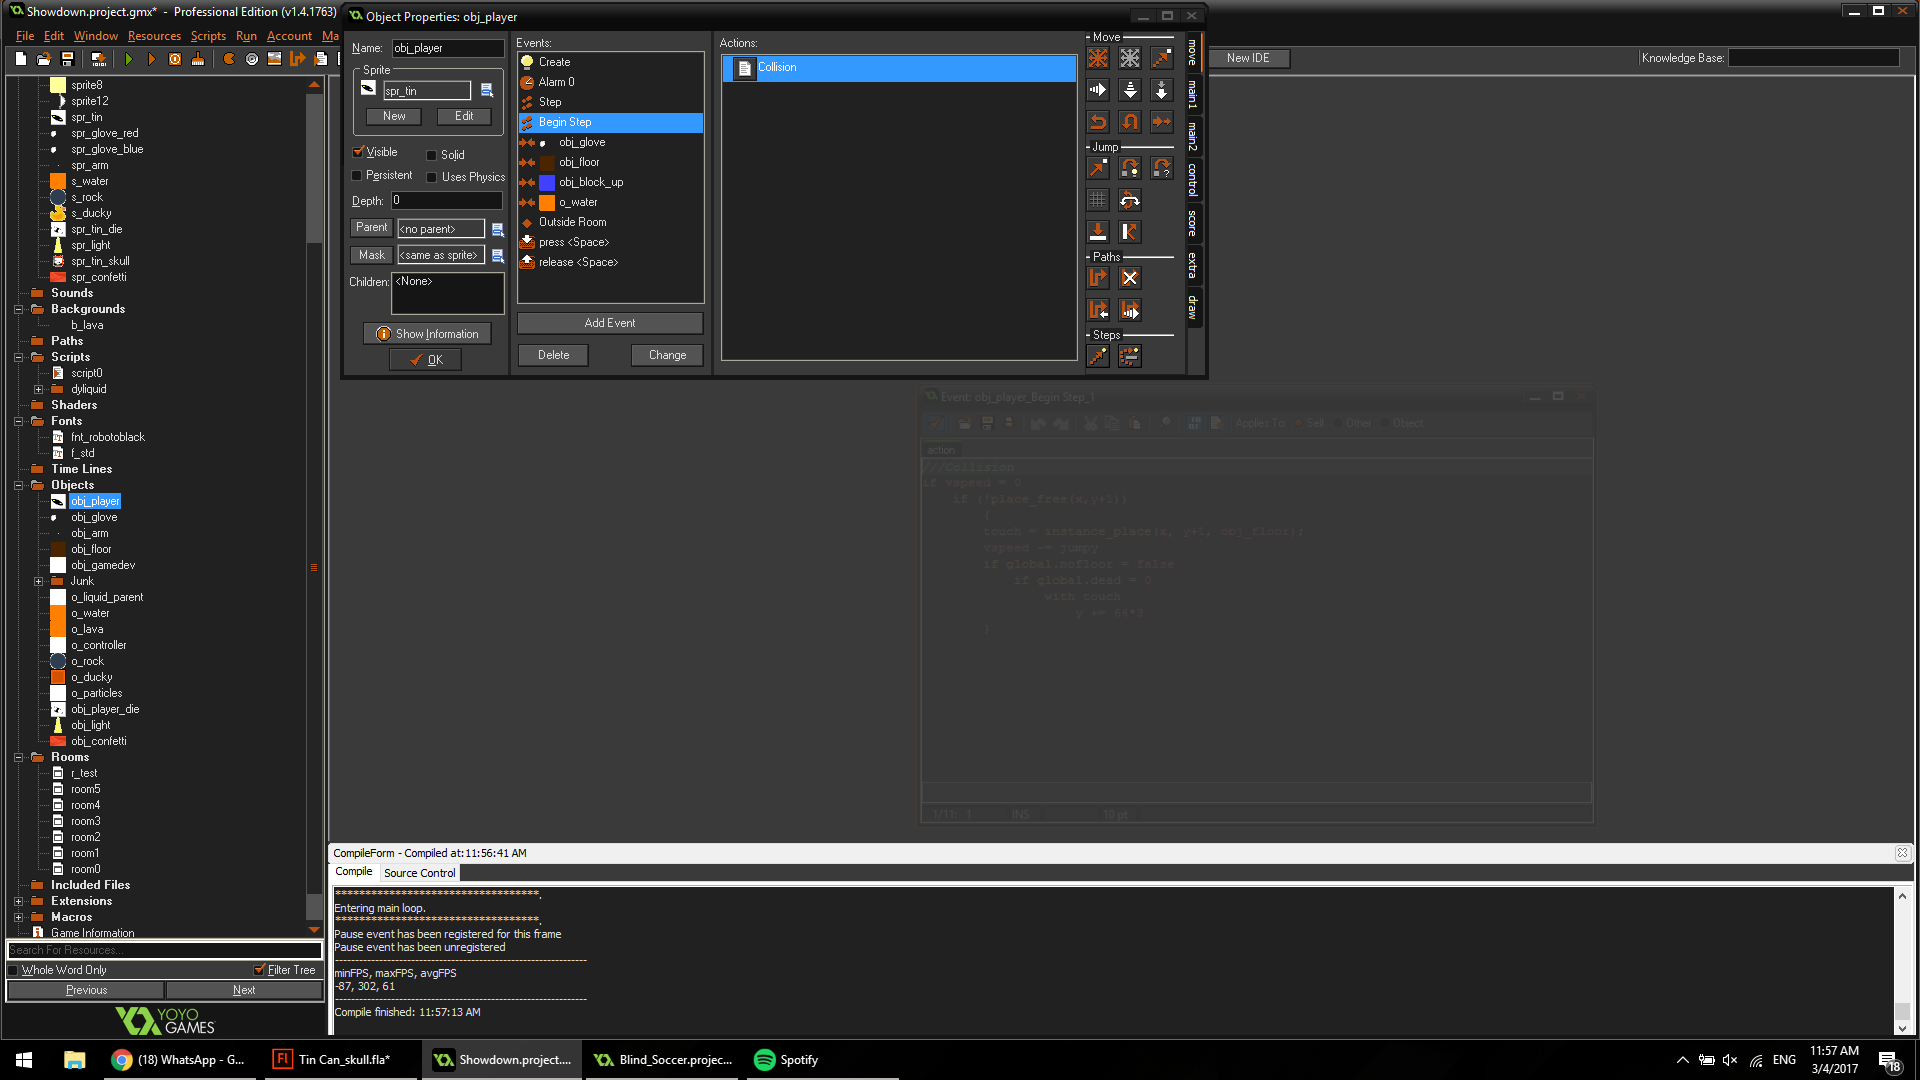 Showdown.project.gmx* - Professional Edition (v1.4.1763)
File Edit Window Resources Scripts Run Account Ma
New IDE
Knowledge Base:
sprite8
sprite12
spr_tin
spr_glove_red
spr_glove_blue
spr_arm
s_water
s_rock
s_ducky
spr_tin_die
spr_light
spr_tin_skull
spr_confetti
Sounds
Backgrounds
b_lava
Paths
Scripts
script0
dyliquid
Shaders
Fonts
fnt_robotoblack
f_std
Time Lines
Objects
obj_player
obj_glove
obj_arm
obj_floor
obj_gamedev
Junk
o_liquid_parent
o_water
o_lava
o_controller
o_rock
o_ducky
o_particles
obj_player_die
obj_light
obj_confetti
Rooms
r_test
room5
room4
room3
room2
room1
room0
Included Files
Extensions
Macros
Game Information
Search For Resources...
Whole Word Only Filter Tree
Previous Next
YOYO
GAMES
Object Properties: obj_player
Name: obj_player
Sprite
spr_tin
New Edit
Visible Solid
Persistent Uses Physics
Depth: 0
Parent <no parent>
Mask <same as sprite>
Children: <None>
Show Information
OK
Events:
Create
Alarm 0
Step
Begin Step
obj_glove
obj_floor
obj_block_up
o_water
Outside Room
press <Space>
release <Space>
Add Event
Delete Change
Actions:
Collision
Move
Jump
Paths
Steps
move
main1
main2
control
score
extra
draw
Event: obj_player_Begin Step_1
Applies To: Self Other Object
action
///Collision
if vspeed = 0
if (!place_free(x,y+1))
{
touch = instance_place(x, y+1, obj_floor);
vspeed -= jumpy
if global.nofloor = false
if global.dead = 0
with touch
y += 64*3
}
1/11: 1 INS 10 pt
CompileForm - Compiled at:11:56:41 AM
Compile Source Control
***********************************.
Entering main loop.
***********************************.
Pause event has been registered for this frame
Pause event has been unregistered
minFPS, maxFPS, avgFPS
-87, 302, 61
Compile finished: 11:57:13 AM
(18) WhatsApp - G...
Tin Can_skull.fla*
Showdown.project....
Blind_Soccer.projec...
Spotify
ENG
11:57 AM
3/4/2017
18